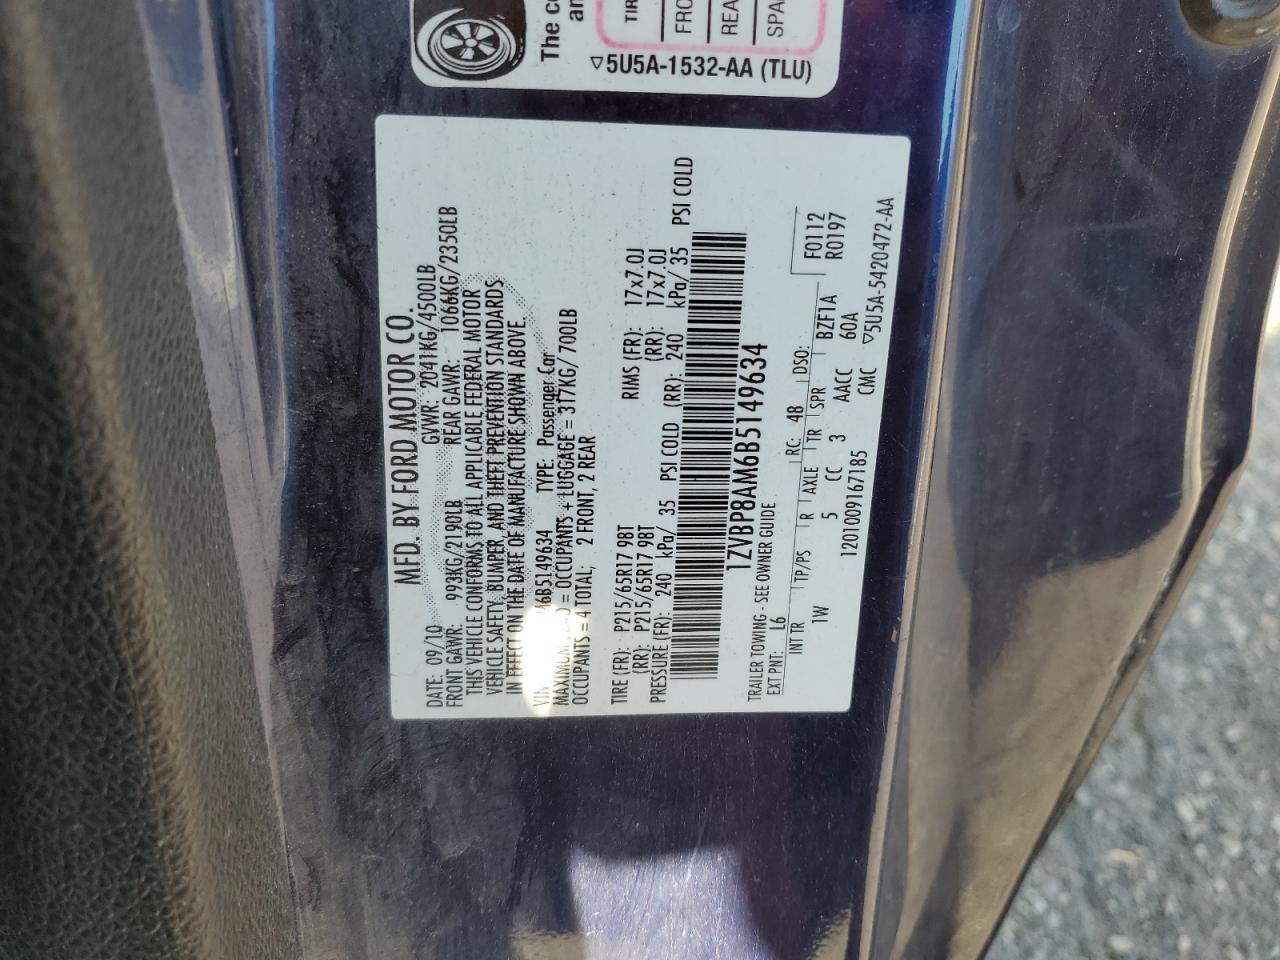 The co
an
TIR
FRO
REA
SPA
▽5U5A-1532-AA (TLU)
MFD. BY FORD MOTOR CO.
DATE: 09/10 GVWR: 2041KG/4500LB
FRONT GAWR: 993KG/2190LB REAR GAWR: 1066KG/2350LB
THIS VEHICLE CONFORMS TO ALL APPLICABLE FEDERAL MOTOR
VEHICLE SAFETY, BUMPER, AND THEFT PREVENTION STANDARDS
IN EFFECT ON THE DATE OF MANUFACTURE SHOWN ABOVE.
VIN 6B5149634 TYPE: Passenger Car
MAXIMUM = OCCUPANTS + LUGGAGE = 317KG/700LB
OCCUPANTS = 4 TOTAL; 2 FRONT, 2 REAR
TIRE (FR): P215/65R17 98T RIMS (FR): 17x7.0J
(RR): P215/65R17 98T (RR): 17x7.0J
PRESSURE (FR): 240 kPa/ 35 PSI COLD (RR): 240 kPa/ 35 PSI COLD
1ZVBP8AM6B5149634
TRAILER TOWING - SEE OWNER GUIDE
EXT PNT: L6 RC: 48 DSO:
INT TR TP/PS R AXLE TR SPR F0112
1W 5 CC 3 AACC BZF1A R0197
CMC 60A
1201009167185 ▽5U5A-5420472-AA